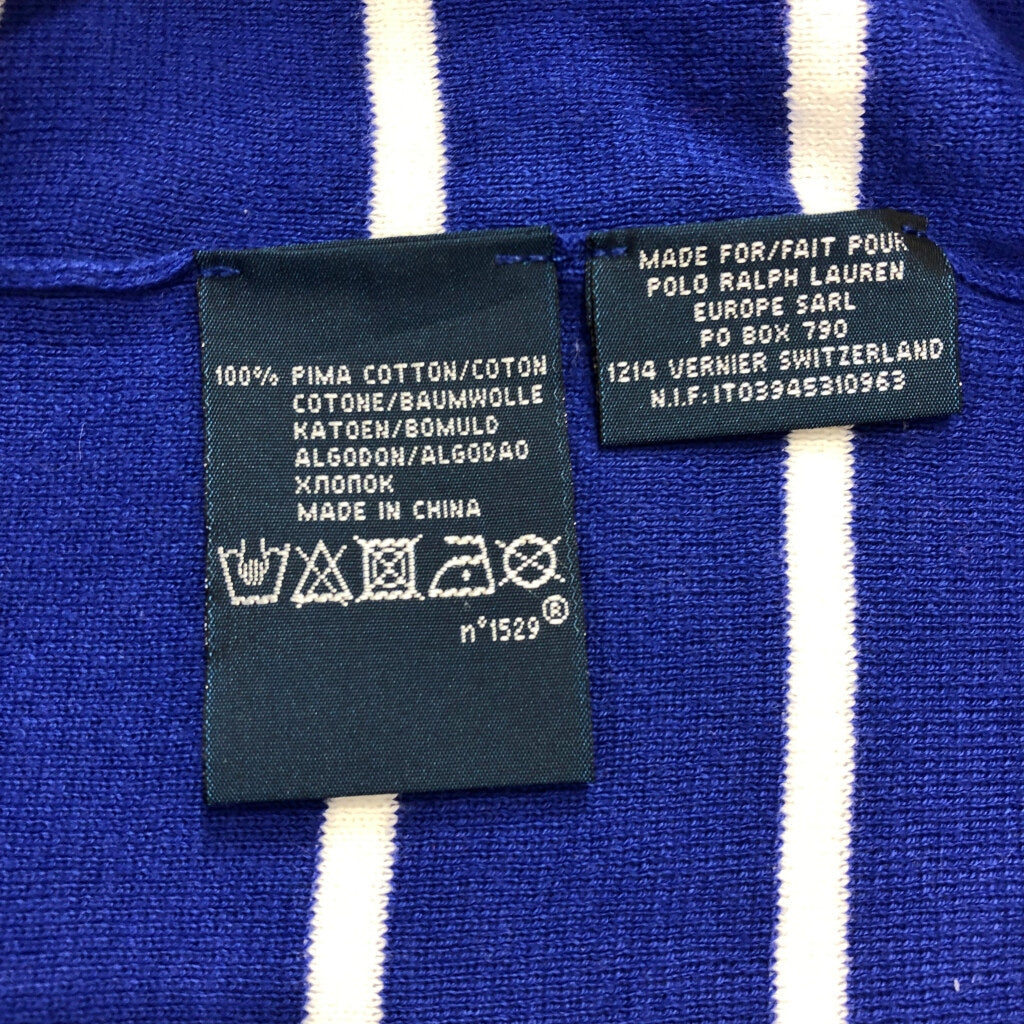 100% PIMA COTTON/COTON
COTONE/BAUMWOLLE
KATOEN/BOMULD
ALGODON/ALGODAO
ХЛОПОК
MADE IN CHINA
n°1529®
MADE FOR/FAIT POUR
POLO RALPH LAUREN
EUROPE SARL
PO BOX 790
1214 VERNIER SWITZERLAND
N.I.F:IT03945310963